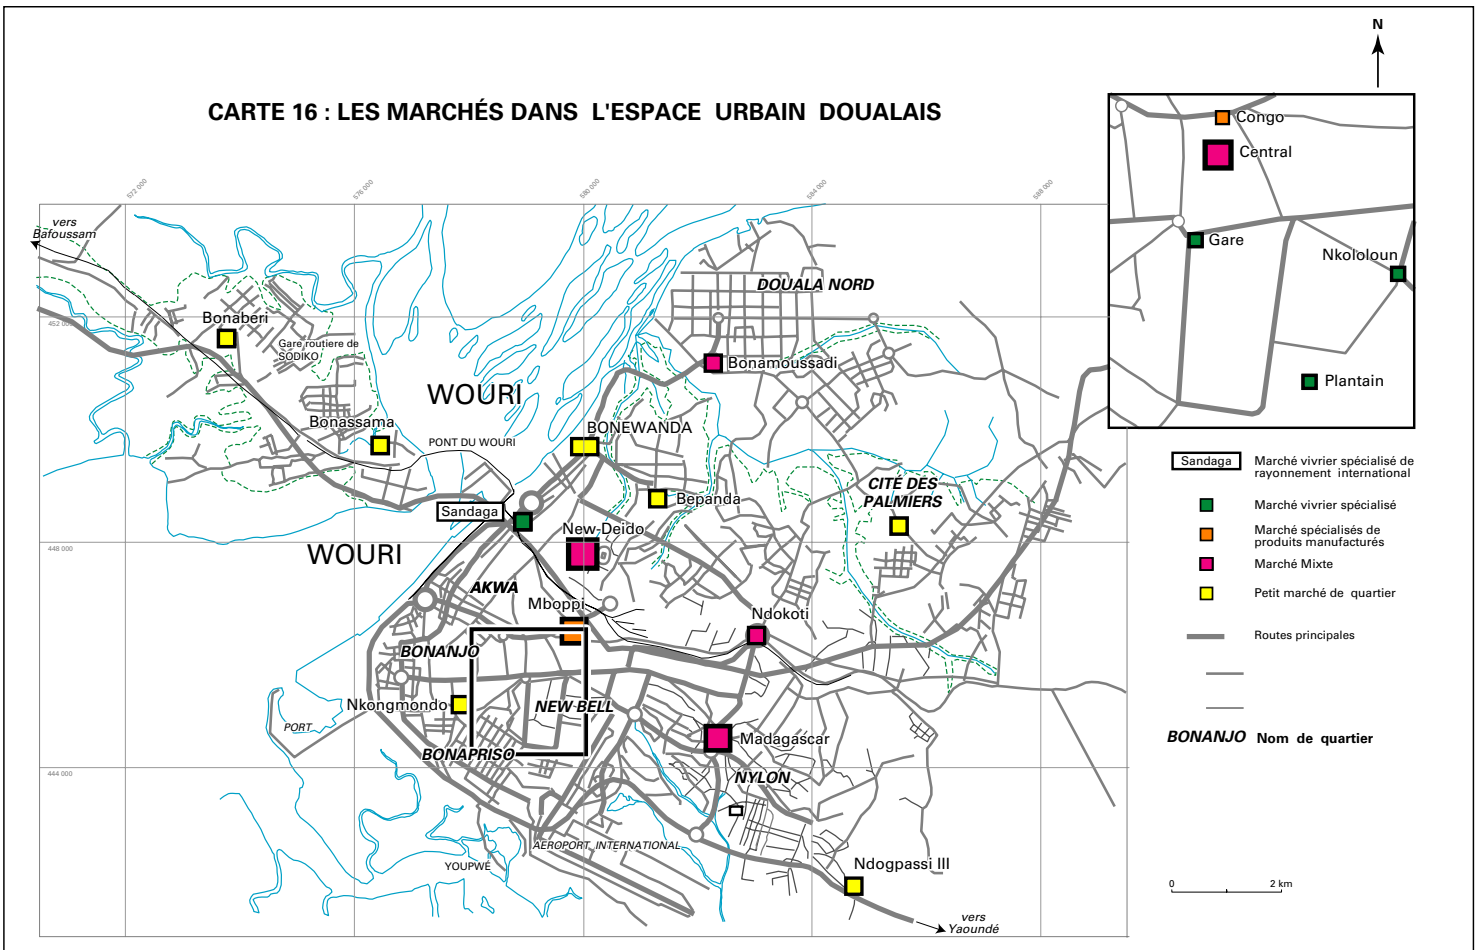 N
CARTE 16 : LES MARCHÉS DANS L'ESPACE URBAIN DOUALAIS
Congo
Central
Gare
Nkololoun
Plantain
572 000
576 000
580 000
584 000
588 000
vers
Bafoussam
DOUALA NORD
452 000
Bonaberi
Gare routiere de
SODIKO
Bonamoussadi
WOURI
Bonassama
PONT DU WOURI
BONEWANDA
Bepanda
CITÉ DES
PALMIERS
Sandaga
New-Deido
448 000
WOURI
AKWA
Mboppi
Ndokoti
BONANJO
Nkongmondo
NEW BELL
PORT
Madagascar
BONAPRISO
NYLON
444 000
AEROPORT INTERNATIONAL
YOUPWÉ
Ndogpassi III
vers
Yaoundé
Sandaga
Marché vivrier spécialisé de
rayonnement international
Marché vivrier spécialisé
Marché spécialisés de
produits manufacturés
Marché Mixte
Petit marché de quartier
Routes principales
BONANJO Nom de quartier
0 2 km